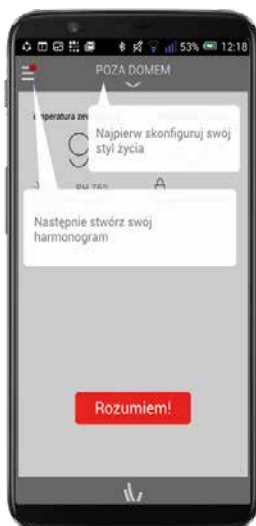 53% 12:18
POZA DOMEM
Najpierw skonfiguruj swój
styl życia
Następnie stwórz swój
harmonogram
Rozumiem!